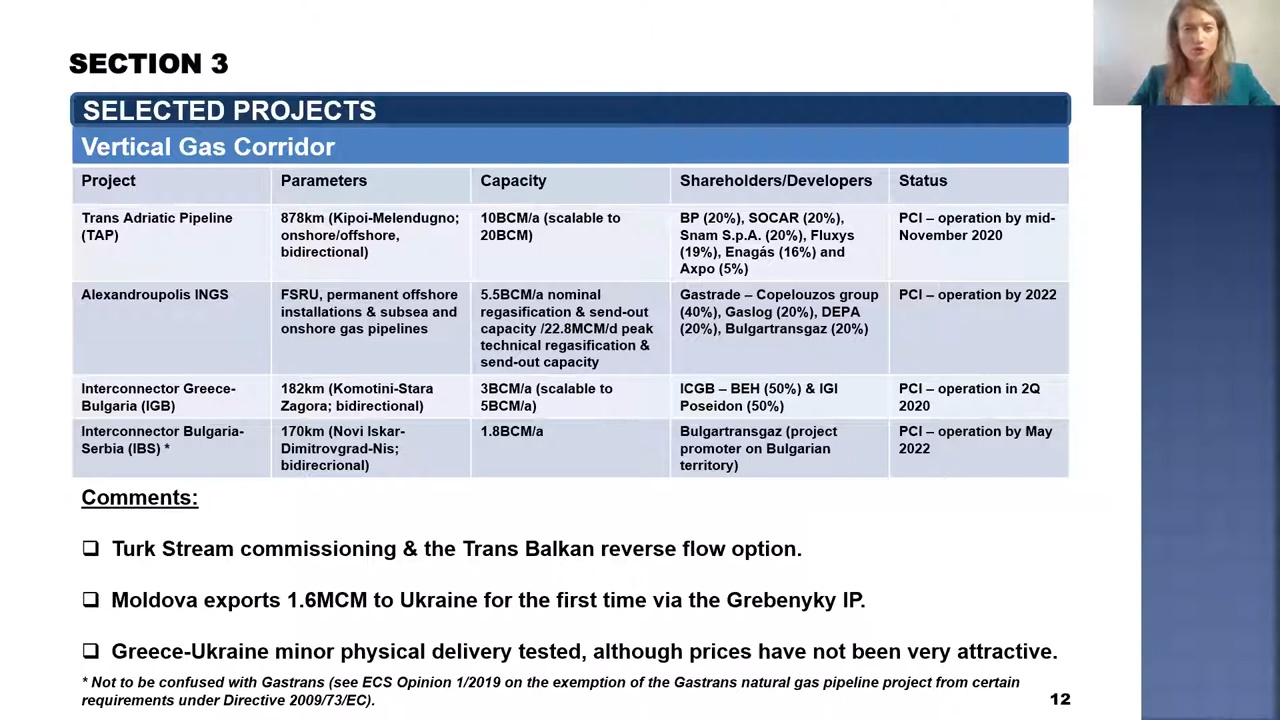 SECTION 3
SELECTED PROJECTS
Vertical Gas Corridor
Project Parameters Capacity Shareholders/Developers Status
Trans Adriatic Pipeline
(TAP)
878km (Kipoi-Melendugno;
onshore/offshore,
bidirectional)
10BCM/a (scalable to
20BCM)
BP (20%), SOCAR (20%),
Snam S.p.A. (20%), Fluxys
(19%), Enagás (16%) and
Axpo (5%)
PCI – operation by mid-
November 2020
Alexandroupolis INGS
FSRU, permanent offshore
installations & subsea and
onshore gas pipelines
5.5BCM/a nominal
regasification & send-out
capacity /22.8MCM/d peak
technical regasification &
send-out capacity
Gastrade – Copelouzos group
(40%), Gaslog (20%), DEPA
(20%), Bulgartransgaz (20%)
PCI – operation by 2022
Interconnector Greece-
Bulgaria (IGB)
182km (Komotini-Stara
Zagora; bidirectional)
3BCM/a (scalable to
5BCM/a)
ICGB – BEH (50%) & IGI
Poseidon (50%)
PCI – operation in 2Q
2020
Interconnector Bulgaria-
Serbia (IBS) *
170km (Novi Iskar-
Dimitrovgrad-Nis;
bidirecrional)
1.8BCM/a
Bulgartransgaz (project
promoter on Bulgarian
territory)
PCI – operation by May
2022
Comments:
❑ Turk Stream commissioning & the Trans Balkan reverse flow option.
❑ Moldova exports 1.6MCM to Ukraine for the first time via the Grebenyky IP.
❑ Greece-Ukraine minor physical delivery tested, although prices have not been very attractive.
* Not to be confused with Gastrans (see ECS Opinion 1/2019 on the exemption of the Gastrans natural gas pipeline project from certain
requirements under Directive 2009/73/EC).
12